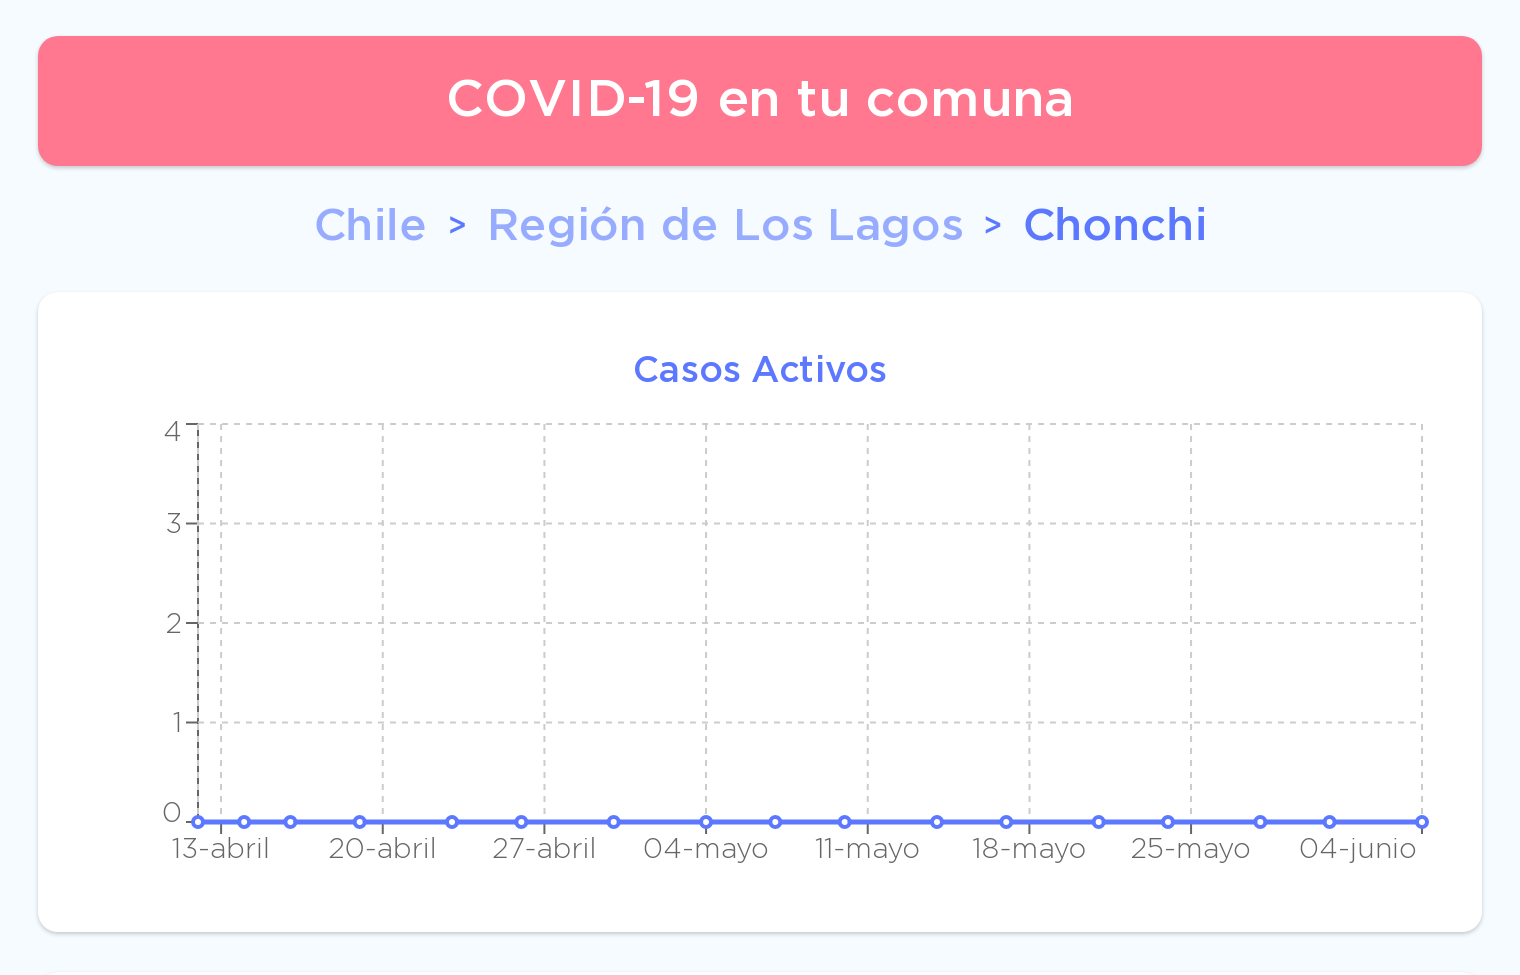 COVID-19 en tu comuna
Chile > Región de Los Lagos > Chonchi
Casos Activos
4
3
2
1
0
13-abril 20-abril 27-abril 04-mayo 11-mayo 18-mayo 25-mayo 04-junio